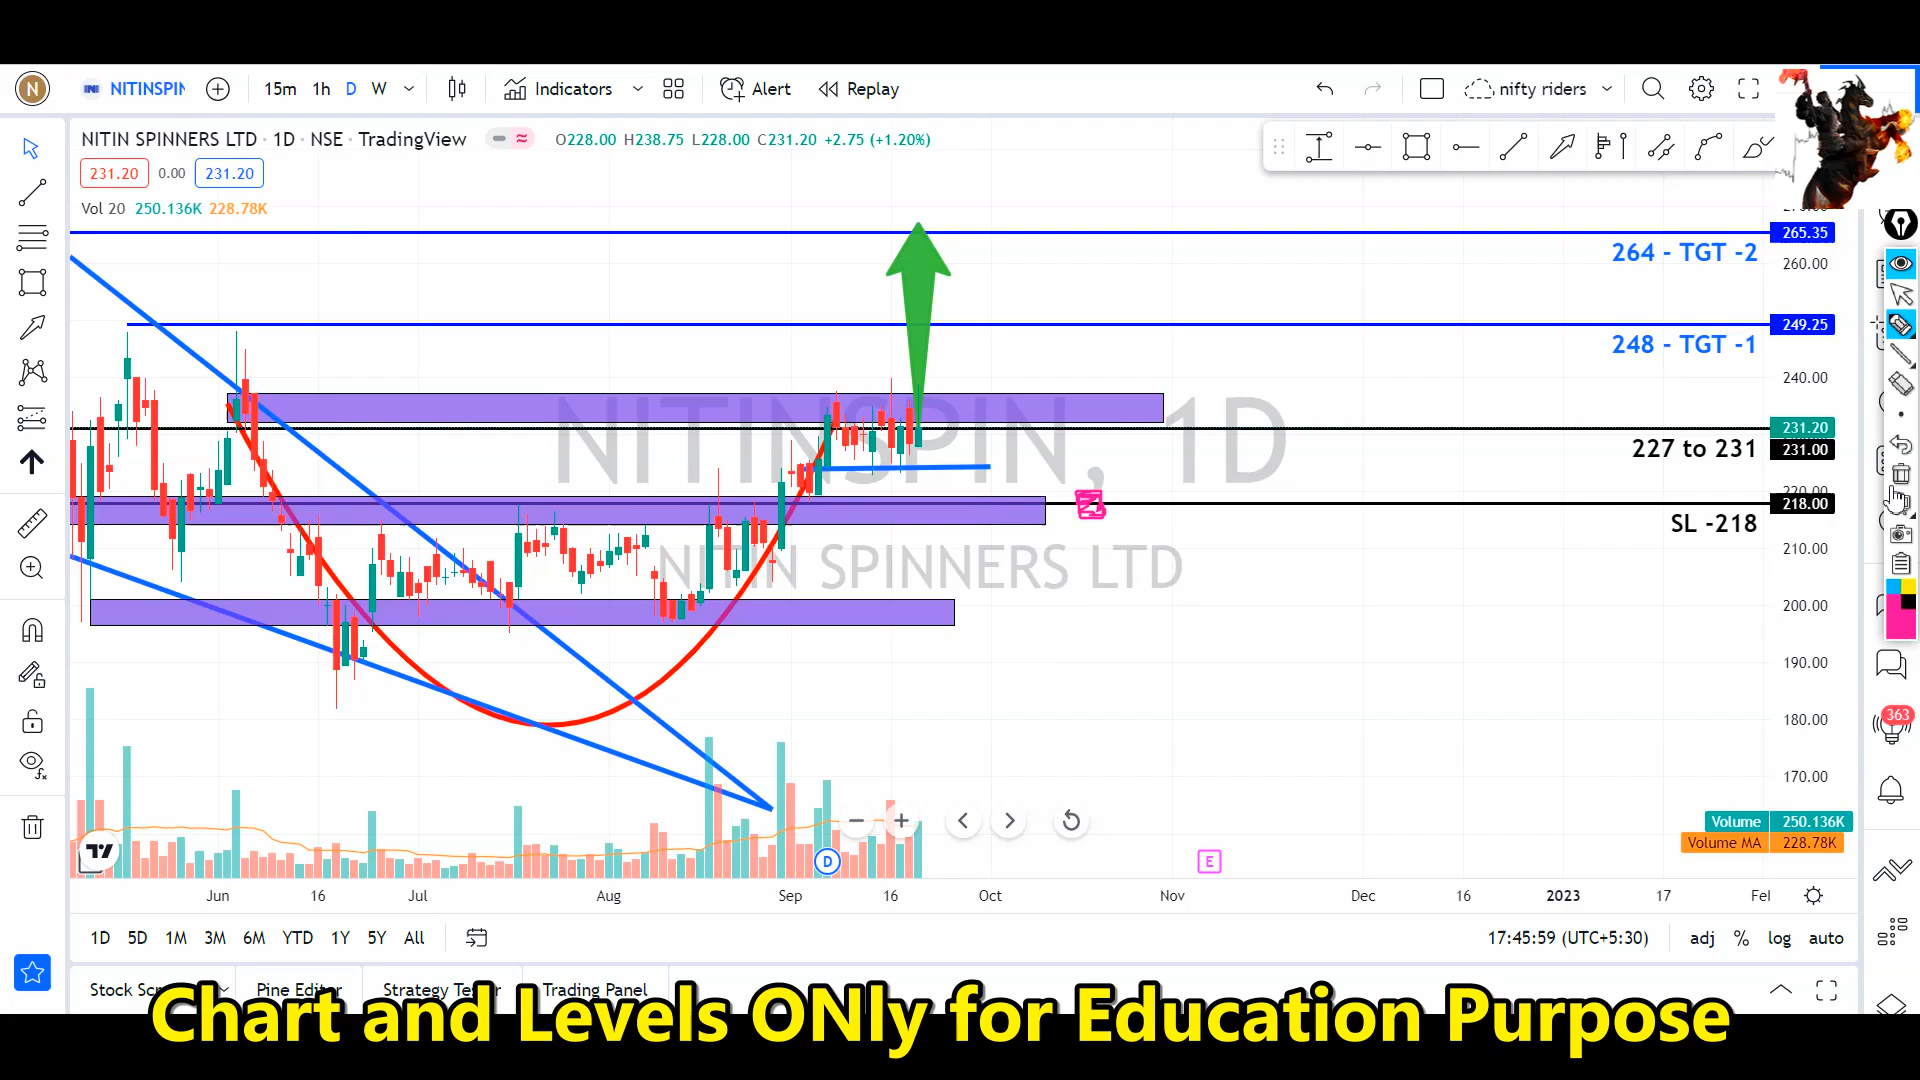 N NITINSPIN 15m 1h D W Indicators Alert Replay nifty riders
NITIN SPINNERS LTD · 1D · NSE · TradingView O228.00 H238.75 L228.00 C231.20 +2.75 (+1.20%)
231.20 0.00 231.20
Vol 20 250.136K 228.78K
265.35
264 - TGT -2
260.00
249.25
248 - TGT -1
240.00
NITINSPIN, 1D
231.20
227 to 231
231.00
220.00
218.00
SL -218
NITIN SPINNERS LTD
210.00
200.00
190.00
180.00
363
170.00
Volume 250.136K
Volume MA 228.78K
D
E
Jun 16 Jul Aug Sep 16 Oct Nov Dec 16 2023 17 Fel
1D 5D 1M 3M 6M YTD 1Y 5Y All 17:45:59 (UTC+5:30) adj % log auto
Trading Panel
Chart and Levels ONly for Education Purpose